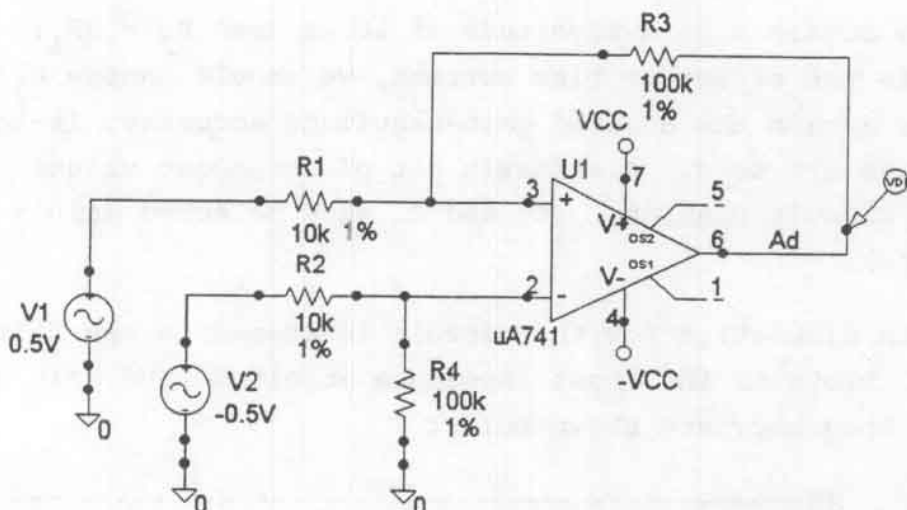 R3
100k
1%
VCC
R1
U1
7
5
3
+
V+
OS2
10k
1%
6
Ad
VD
R2
OS1
V-
1
2
-
10k
1%
4
uA741
V1
0.5V
R4
-VCC
V2
-0.5V
100k
1%
0
0
0